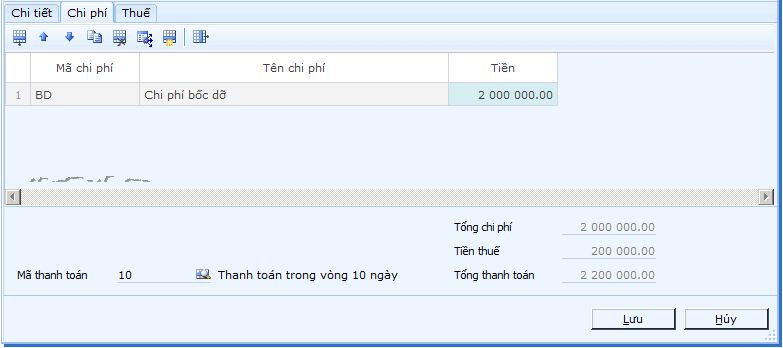 Chi tiết Chi phí Thuế
Mã chi phí Tên chi phí Tiền
1 BD Chi phí bốc dỡ 2 000 000.00
Tổng chi phí 2 000 000.00
Tiền thuế 200 000.00
Mã thanh toán 10 Thanh toán trong vòng 10 ngày Tổng thanh toán 2 200 000.00
Lưu Hủy